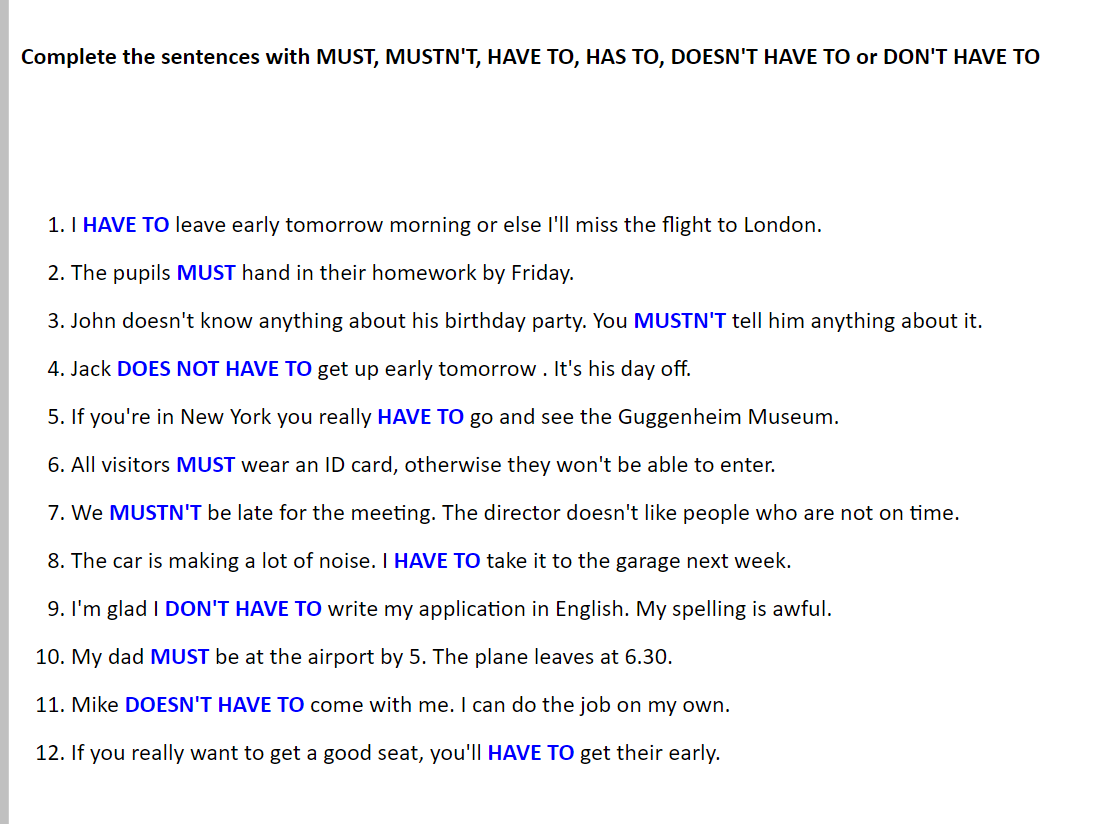 Complete the sentences with MUST, MUSTN'T, HAVE TO, HAS TO, DOESN'T HAVE TO or DON'T HAVE TO
1. I HAVE TO leave early tomorrow morning or else I'll miss the flight to London.
2. The pupils MUST hand in their homework by Friday.
3. John doesn't know anything about his birthday party. You MUSTN'T tell him anything about it.
4. Jack DOES NOT HAVE TO get up early tomorrow . It's his day off.
5. If you're in New York you really HAVE TO go and see the Guggenheim Museum.
6. All visitors MUST wear an ID card, otherwise they won't be able to enter.
7. We MUSTN'T be late for the meeting. The director doesn't like people who are not on time.
8. The car is making a lot of noise. I HAVE TO take it to the garage next week.
9. I'm glad I DON'T HAVE TO write my application in English. My spelling is awful.
10. My dad MUST be at the airport by 5. The plane leaves at 6.30.
11. Mike DOESN'T HAVE TO come with me. I can do the job on my own.
12. If you really want to get a good seat, you'll HAVE TO get their early.